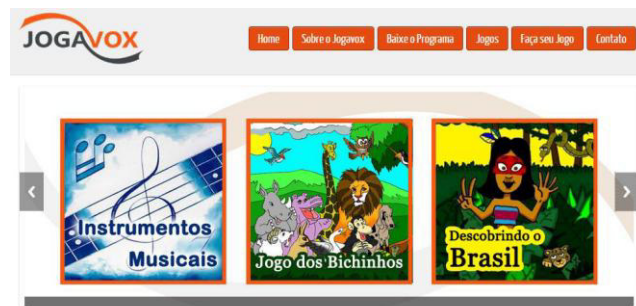 JOGAVOX
Home Sobre o Jogavox Baixe o Programa Jogos Faça seu Jogo Contato
Instrumentos
Musicais
Jogo dos Bichinhos
Descobrindo o
Brasil